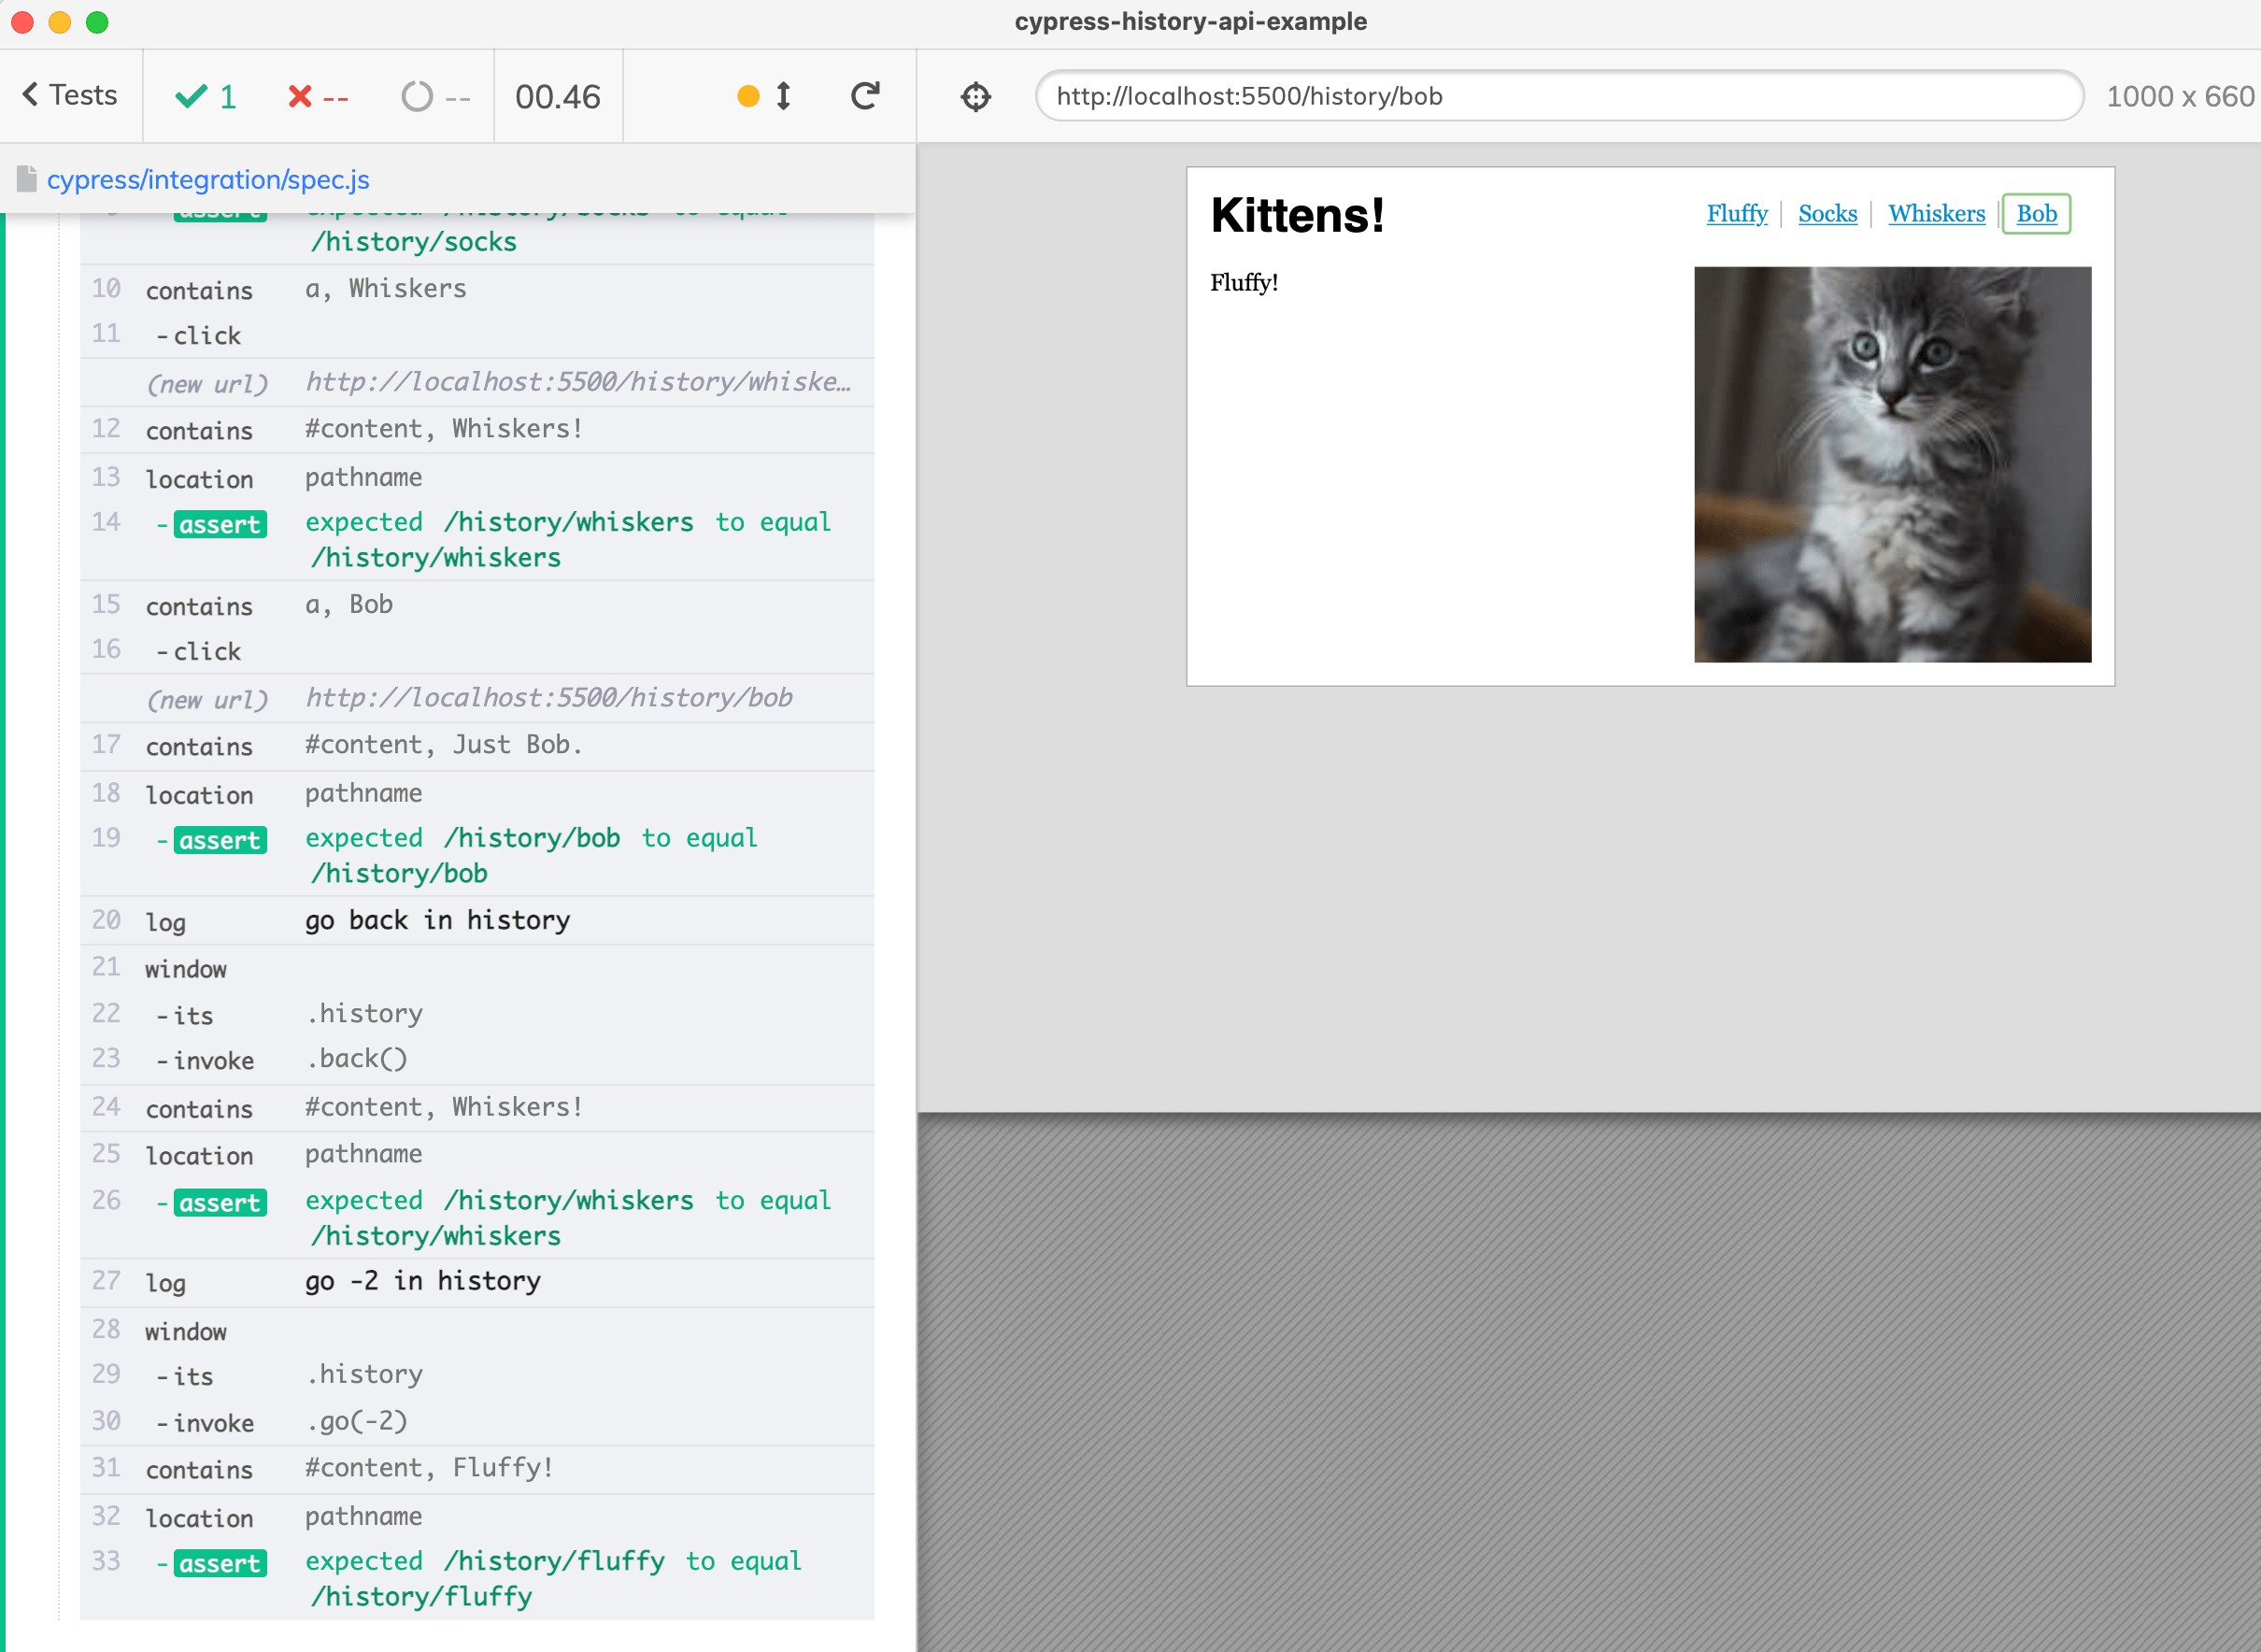 cypress-history-api-example
Tests
1
--
--
00.46
http://localhost:5500/history/bob
1000 x 660
cypress/integration/spec.js
9 -assert expected /history/socks to equal
/history/socks
10 contains a, Whiskers
11 -click
(new url) http://localhost:5500/history/whiske…
12 contains #content, Whiskers!
13 location pathname
14 -assert expected /history/whiskers to equal
/history/whiskers
15 contains a, Bob
16 -click
(new url) http://localhost:5500/history/bob
17 contains #content, Just Bob.
18 location pathname
19 -assert expected /history/bob to equal
/history/bob
20 log go back in history
21 window
22 -its .history
23 -invoke .back()
24 contains #content, Whiskers!
25 location pathname
26 -assert expected /history/whiskers to equal
/history/whiskers
27 log go -2 in history
28 window
29 -its .history
30 -invoke .go(-2)
31 contains #content, Fluffy!
32 location pathname
33 -assert expected /history/fluffy to equal
/history/fluffy
Kittens!
Fluffy | Socks | Whiskers | Bob
Fluffy!